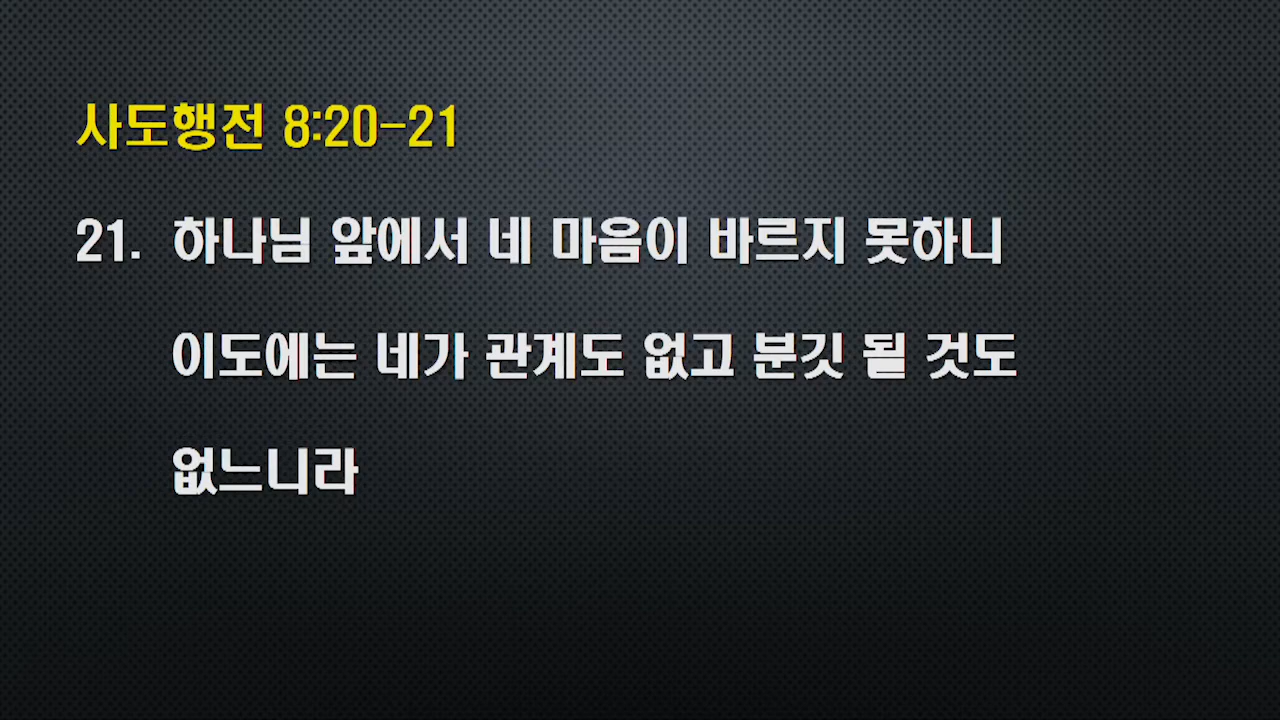 사도행전 8:20-21
21. 하나님 앞에서 네 마음이 바르지 못하니
이도에는 네가 관계도 없고 분깃 될 것도
없느니라